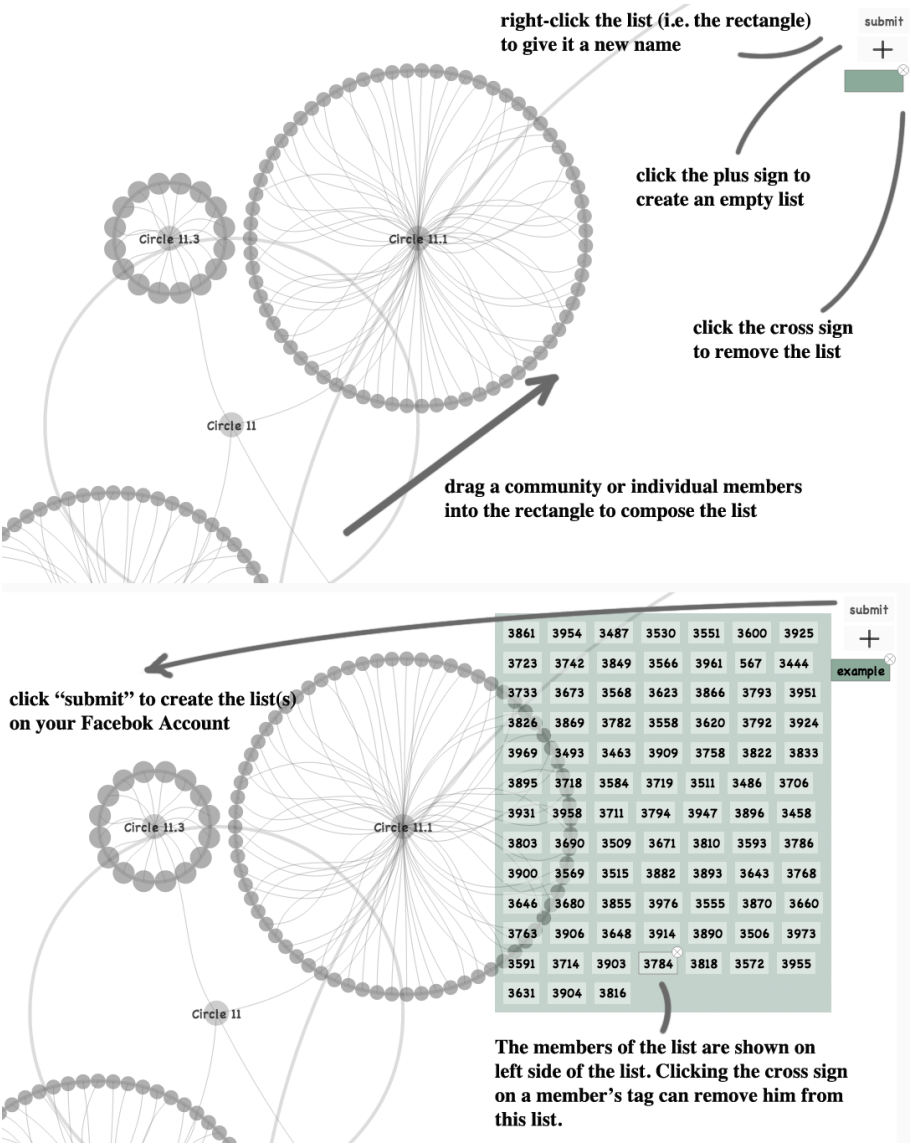 right-click the list (i.e. the rectangle)
to give it a new name
submit
+
click the plus sign to
create an empty list
Circle 11.3
Circle 11.1
click the cross sign
to remove the list
Circle 11
drag a community or individual members
into the rectangle to compose the list
submit
+
example
click “submit” to create the list(s)
on your Facebok Account
3861 3954 3487 3530 3551 3600 3925
3723 3742 3849 3566 3961 567 3444
3733 3673 3568 3623 3866 3793 3951
3826 3869 3782 3558 3620 3792 3924
3969 3493 3463 3909 3758 3822 3833
3895 3718 3584 3719 3511 3486 3706
3931 3958 3711 3794 3947 3896 3458
3803 3690 3509 3671 3810 3593 3786
3900 3569 3515 3882 3893 3643 3768
3646 3680 3855 3976 3555 3870 3660
3763 3906 3648 3914 3890 3506 3973
3591 3714 3903 3784 3818 3572 3955
3631 3904 3816
Circle 11.3
Circle 11.1
Circle 11
The members of the list are shown on
left side of the list. Clicking the cross sign
on a member’s tag can remove him from
this list.